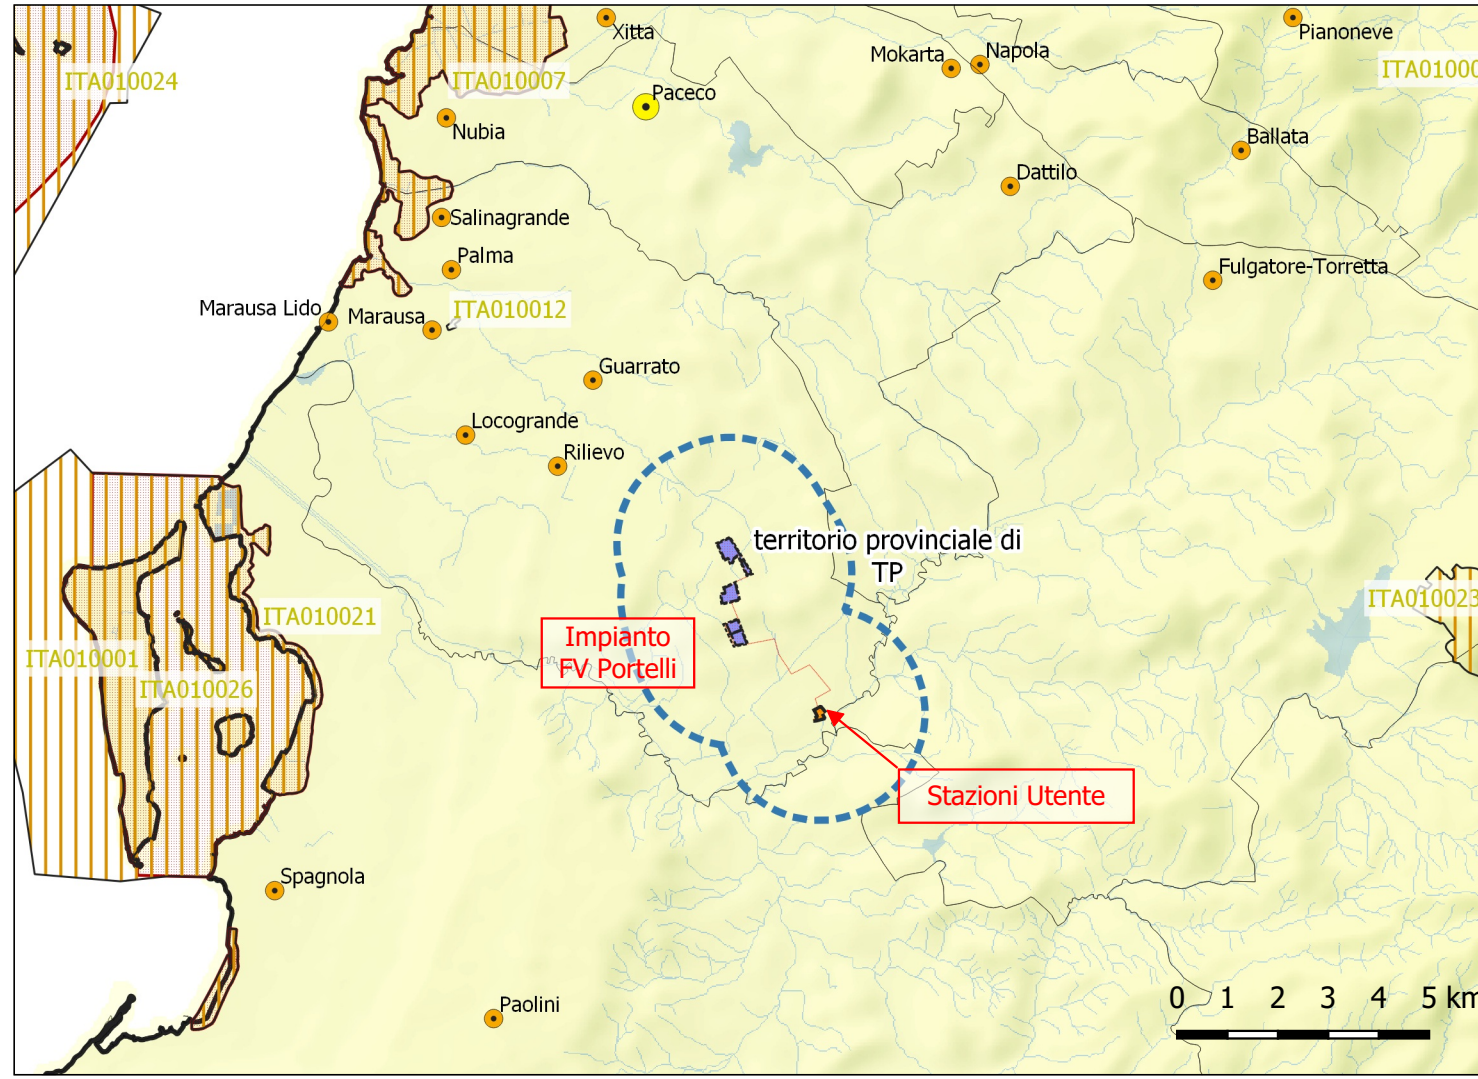 Xitta
Pianoneve
Mokarta
Napola
ITA010024
ITA010007
ITA01000
Paceco
Nubia
Ballata
Dattilo
Salinagrande
Palma
Fulgatore-Torretta
Marausa Lido
Marausa
ITA010012
Guarrato
Locogrande
Rilievo
territorio provinciale di
TP
ITA010023
ITA010021
Impianto
FV Portelli
ITA010001
ITA010026
Stazioni Utente
Spagnola
Paolini
0 1 2 3 4 5 km